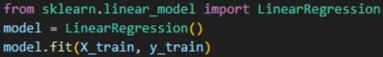 from sklearn.linear_model import LinearRegression
model = LinearRegression()
model.fit(X_train, y_train)